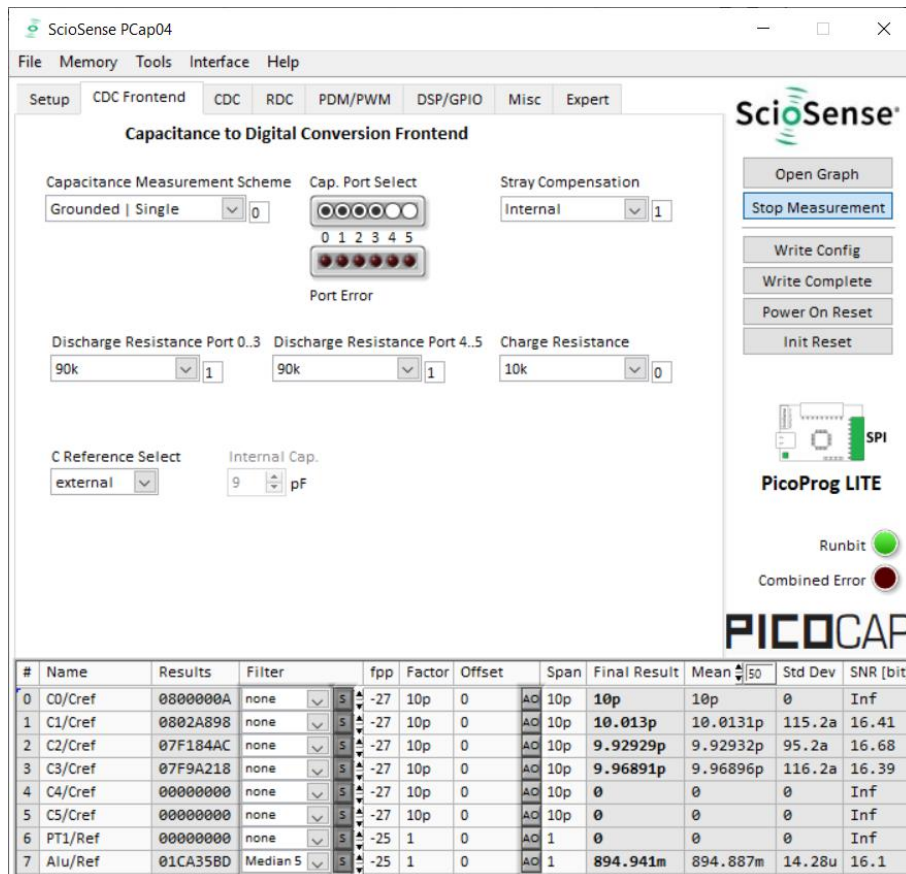 ScioSense PCap04
File Memory Tools Interface Help
Setup CDC Frontend CDC RDC PDM/PWM DSP/GPIO Misc Expert
Capacitance to Digital Conversion Frontend
Capacitance Measurement Scheme Cap. Port Select Stray Compensation
Grounded | Single 0 Internal 1
0 1 2 3 4 5
Port Error
Discharge Resistance Port 0..3 Discharge Resistance Port 4..5 Charge Resistance
90k 1 90k 1 10k 0
C Reference Select Internal Cap.
external 9 pF
ScioSense
Open Graph
Stop Measurement
Write Config
Write Complete
Power On Reset
Init Reset
SPI
PicoProg LITE
Runbit
Combined Error
PICOCAP
# Name Results Filter fpp Factor Offset Span Final Result Mean 50 Std Dev SNR [bit
0 C0/Cref 0800000A none S -27 10p 0 AO 10p 10p 10p 0 Inf
1 C1/Cref 0802A898 none S -27 10p 0 AO 10p 10.013p 10.0131p 115.2a 16.41
2 C2/Cref 07F184AC none S -27 10p 0 AO 10p 9.92929p 9.92932p 95.2a 16.68
3 C3/Cref 07F9A218 none S -27 10p 0 AO 10p 9.96891p 9.96896p 116.2a 16.39
4 C4/Cref 00000000 none S -27 10p 0 AO 10p 0 0 0 Inf
5 C5/Cref 00000000 none S -27 10p 0 AO 10p 0 0 0 Inf
6 PT1/Ref 00000000 none S -25 1 0 AO 1 0 0 0 Inf
7 Alu/Ref 01CA35BD Median 5 S -25 1 0 AO 1 894.941m 894.887m 14.28u 16.1